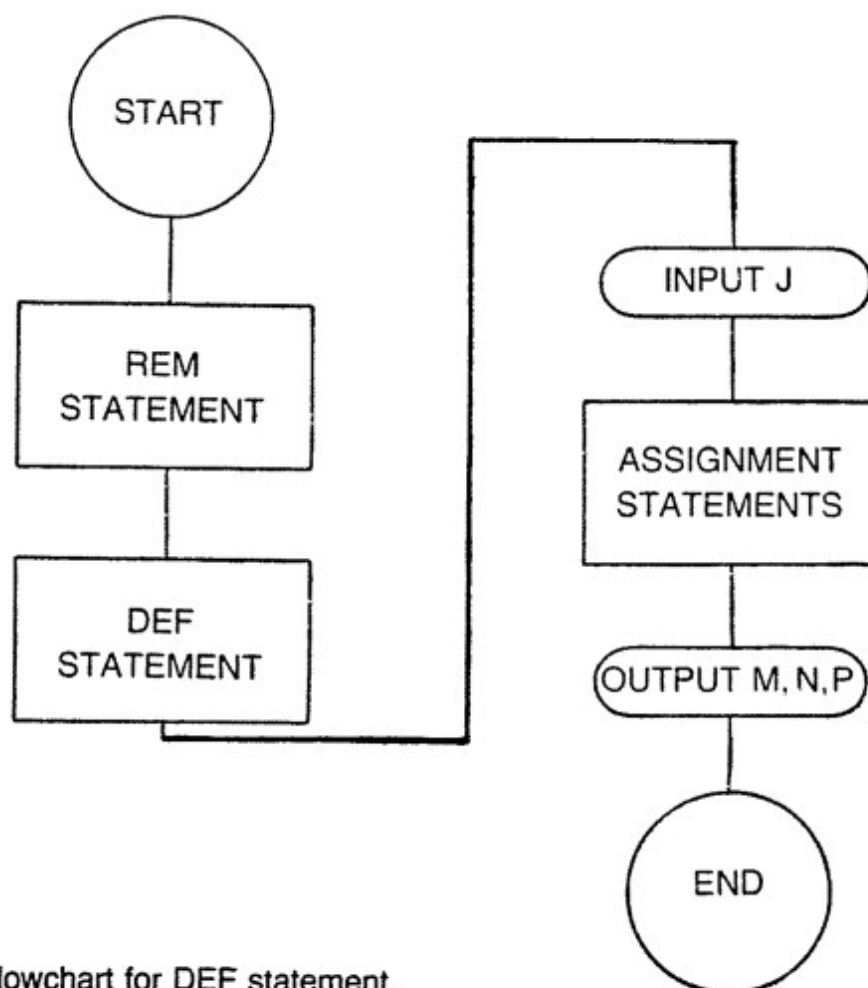 START
REM
STATEMENT
DEF
STATEMENT
INPUT J
ASSIGNMENT
STATEMENTS
OUTPUT M, N, P
END
lowchart for DEF statement